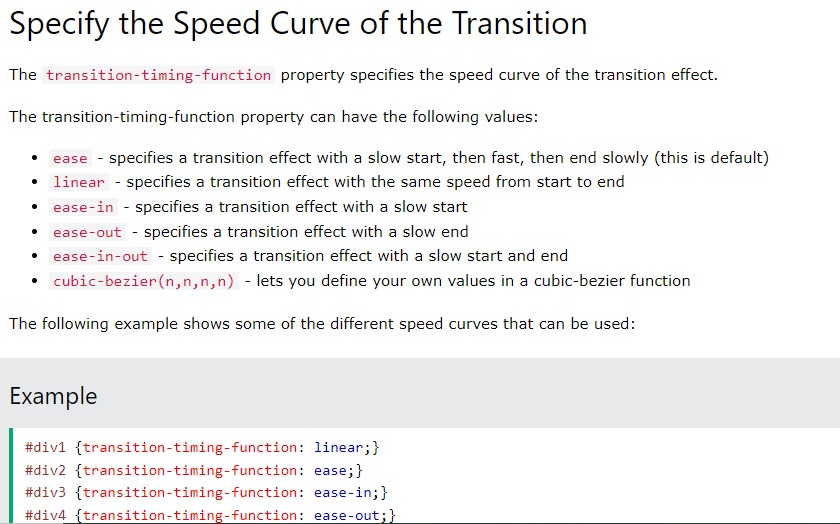 Specify the Speed Curve of the Transition
The transition-timing-function property specifies the speed curve of the transition effect.
The transition-timing-function property can have the following values:
• ease - specifies a transition effect with a slow start, then fast, then end slowly (this is default)
• linear - specifies a transition effect with the same speed from start to end
• ease-in - specifies a transition effect with a slow start
• ease-out - specifies a transition effect with a slow end
• ease-in-out - specifies a transition effect with a slow start and end
• cubic-bezier(n,n,n,n) - lets you define your own values in a cubic-bezier function
The following example shows some of the different speed curves that can be used:
Example
#div1 {transition-timing-function: linear;}
#div2 {transition-timing-function: ease;}
#div3 {transition-timing-function: ease-in;}
#div4 {transition-timing-function: ease-out;}